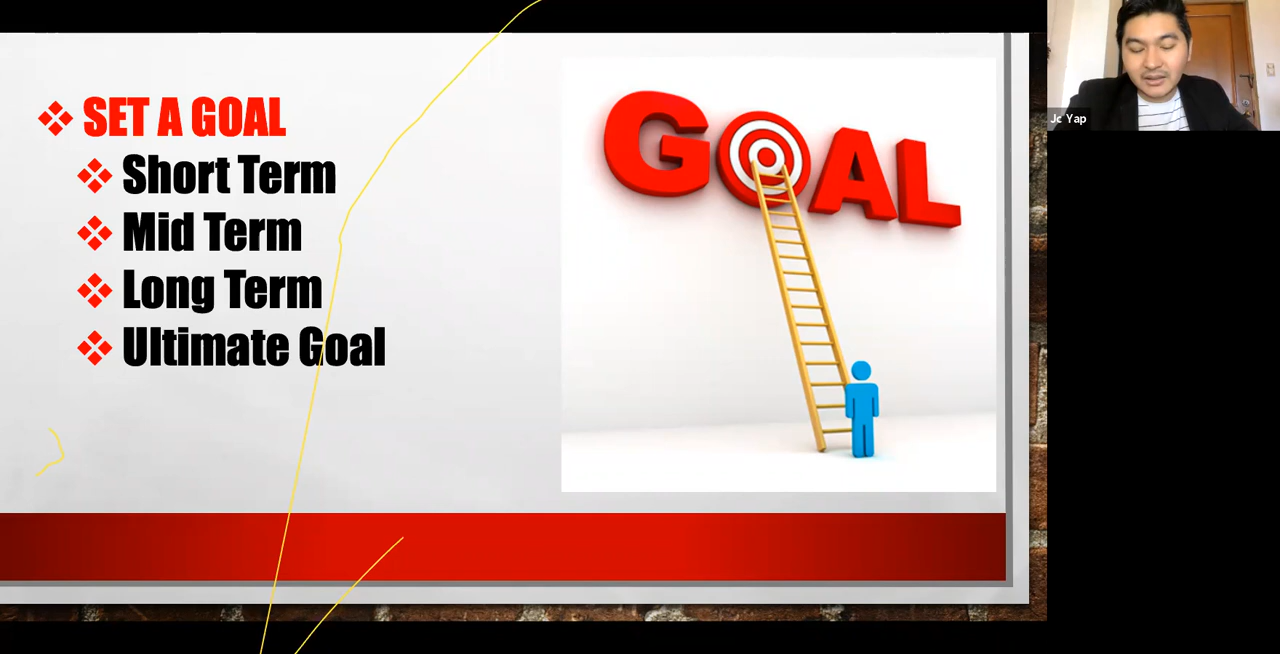 SET A GOAL
Short Term
Mid Term
Long Term
Ultimate Goal
GOAL
Jc Yap